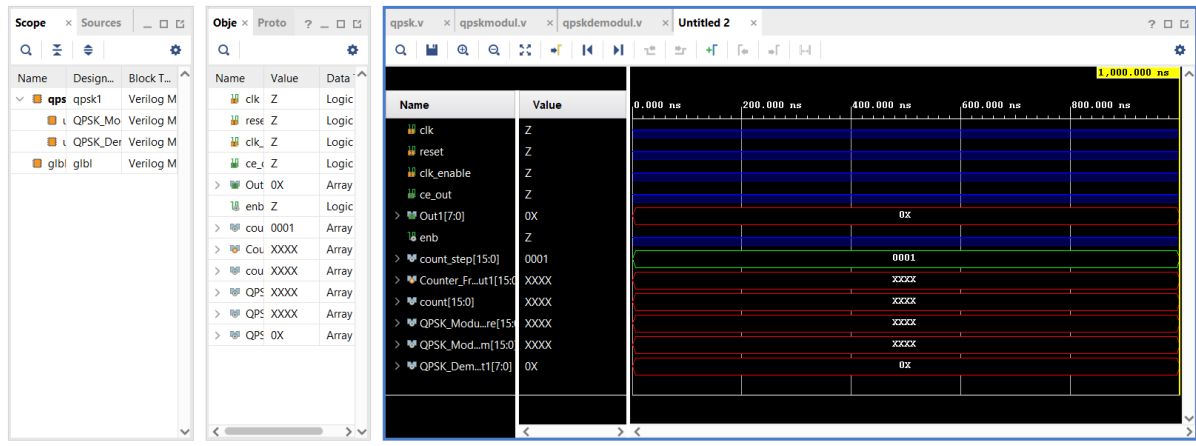 Scope × Sources
Name Design... Block T...
qps qpsk1 Verilog M
u QPSK_Mo Verilog M
u QPSK_Der Verilog M
glbl glbl Verilog M
Obje × Proto ?
Name Value Data
clk Z Logic
rese Z Logic
clk_ Z Logic
ce_c Z Logic
Out 0X Array
enb Z Logic
cou 0001 Array
Cou XXXX Array
cou XXXX Array
QPS XXXX Array
QPS XXXX Array
QPS 0X Array
qpsk.v × qpskmodul.v × qpskdemodul.v × Untitled 2 × ?
1,000.000 ns
Name Value 0.000 ns 200.000 ns 400.000 ns 600.000 ns 800.000 ns
clk Z
reset Z
clk_enable Z
ce_out Z
Out1[7:0] 0X 0X
enb Z
count_step[15:0] 0001 0001
Counter_Fr...ut1[15:0 XXXX XXXX
count[15:0] XXXX XXXX
QPSK_Modu...re[15: XXXX XXXX
QPSK_Mod...m[15:0] XXXX XXXX
QPSK_Dem...t1[7:0] 0X 0X